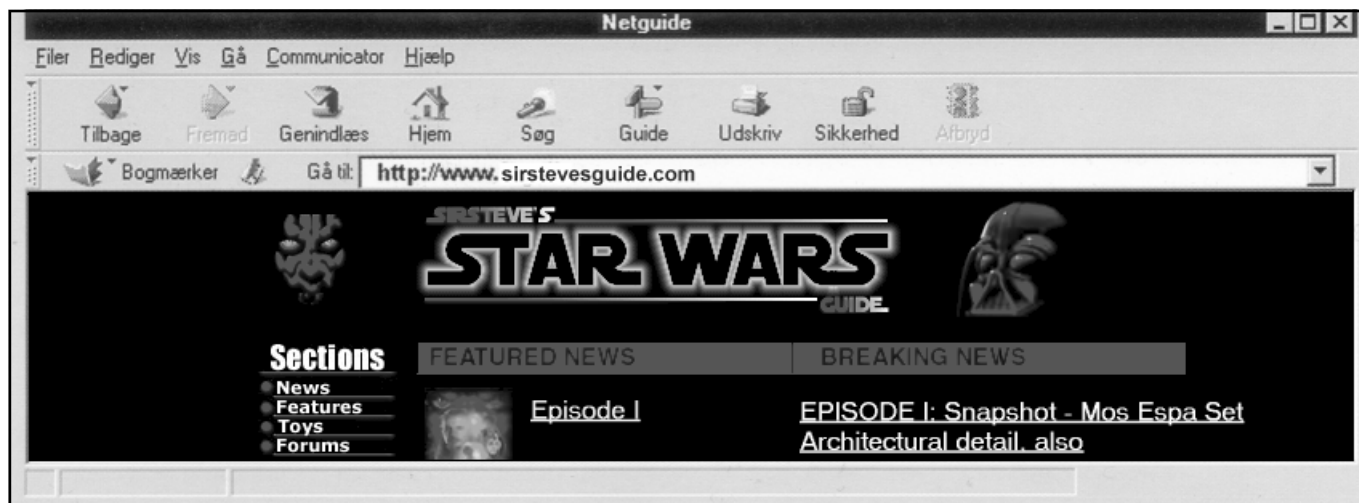 Netguide
Filer Rediger Vis Gå Communicator Hjælp
Tilbage Fremad Genindlæs Hjem Søg Guide Udskriv Sikkerhed Afbryd
Bogmærker Gå til: http://www.sirstevesguide.com
SIRSTEVE'S
STAR WARS
GUIDE
Sections
News
Features
Toys
Forums
FEATURED NEWS
Episode I
BREAKING NEWS
EPISODE I: Snapshot - Mos Espa Set
Architectural detail. also